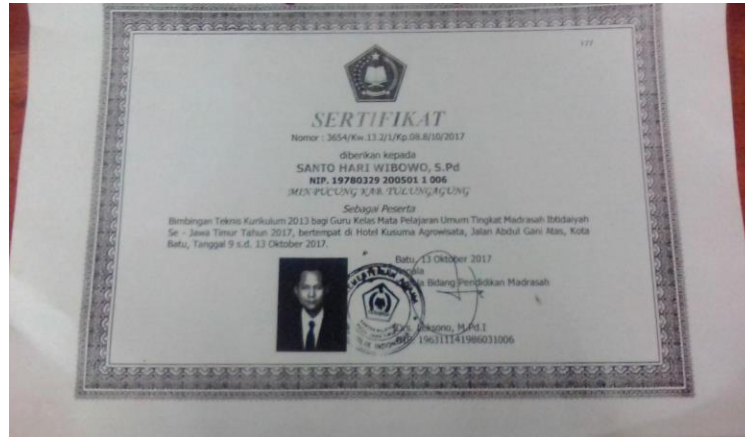 SERTIFIKAT
Nomor : 3654/Kw.13.2/1/Kp.08.8/10/2017
diberikan kepada
SANTO HARI WIBOWO, S.Pd
NIP. 19780329 200501 1 006
MIN PUCUNG KAB. TULUNGAGUNG
Sebagai Peserta
Bimbingan Teknis Kurikulum 2013 bagi Guru Kelas Mata Pelajaran Umum Tingkat Madrasah Ibtidaiyah
Se - Jawa Timur Tahun 2017, bertempat di Hotel Kusuma Agrowisata, Jalan Abdul Gani Atas, Kota
Batu, Tanggal 9 s.d. 13 Oktober 2017.
Batu, 13 Oktober 2017
Bidang Pendidikan Madrasah
M.Pd.I
196311141986031006